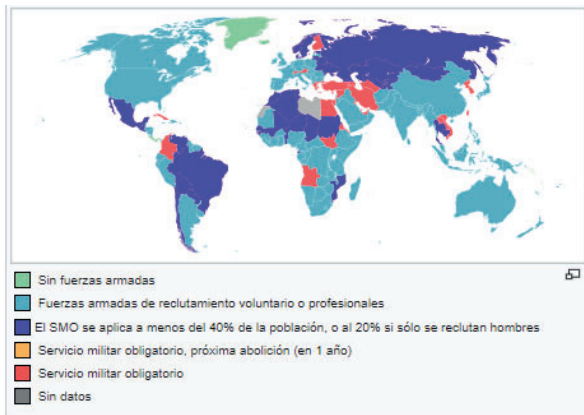 Sin fuerzas armadas
Fuerzas armadas de reclutamiento voluntario o profesionales
El SMO se aplica a menos del 40% de la población, o al 20% si sólo se reclutan hombres
Servicio militar obligatorio, próxima abolición (en 1 año)
Servicio militar obligatorio
Sin datos